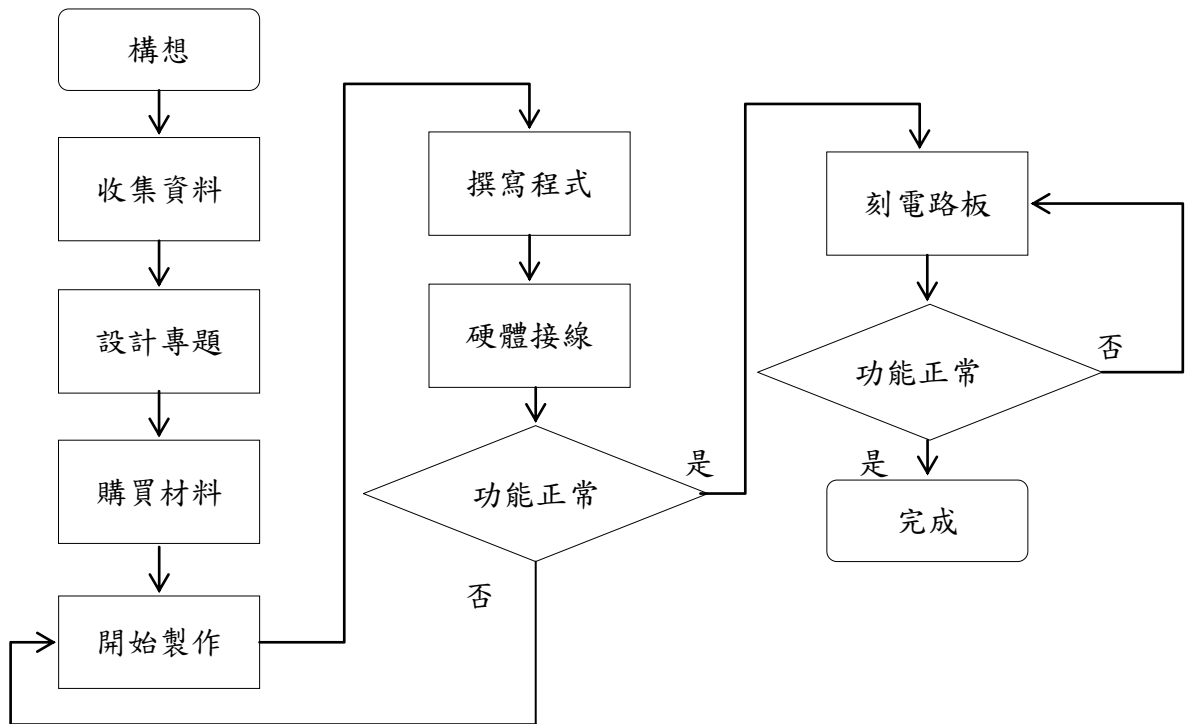 構想
收集資料
設計專題
購買材料
開始製作
撰寫程式
硬體接線
功能正常
是
否
刻電路板
功能正常
否
是
完成